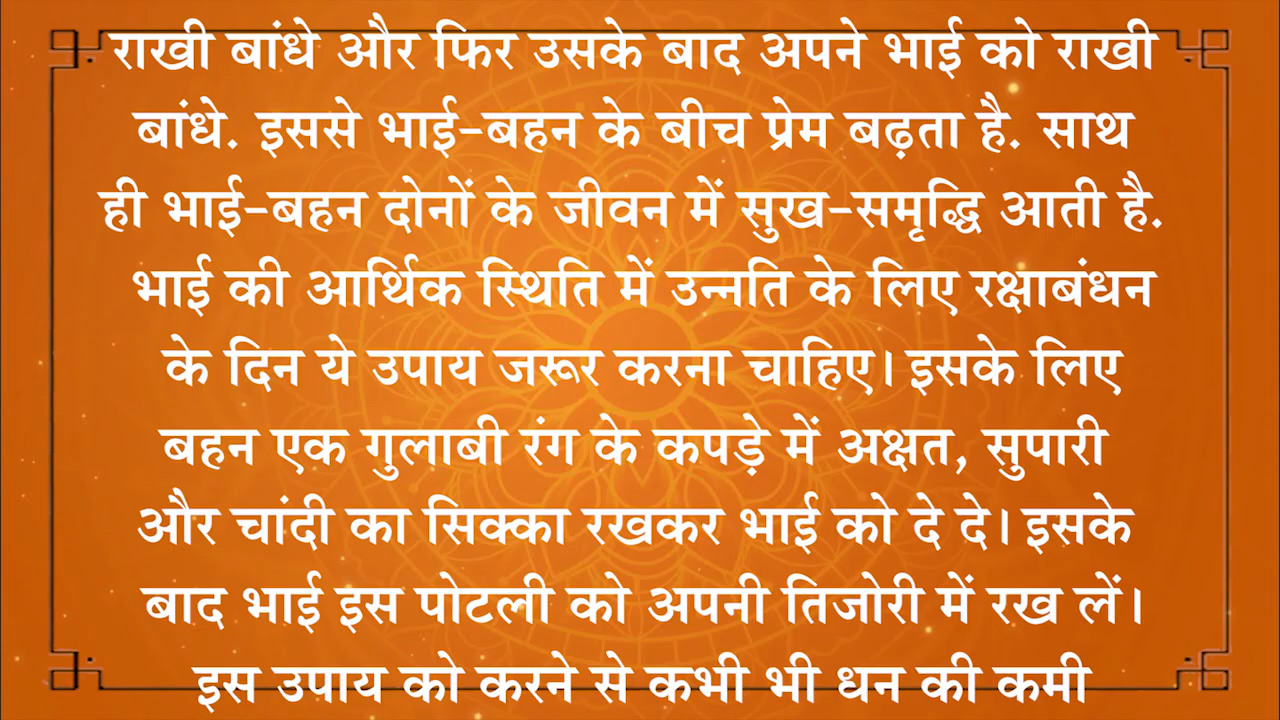 राखी बांधे और फिर उसके बाद अपने भाई को राखी
बांधे. इससे भाई-बहन के बीच प्रेम बढ़ता है. साथ
ही भाई-बहन दोनों के जीवन में सुख-समृद्धि आती है.
भाई की आर्थिक स्थिति में उन्नति के लिए रक्षाबंधन
के दिन ये उपाय जरूर करना चाहिए। इसके लिए
बहन एक गुलाबी रंग के कपड़े में अक्षत, सुपारी
और चांदी का सिक्का रखकर भाई को दे दे। इसके
बाद भाई इस पोटली को अपनी तिजोरी में रख लें।
इस उपाय को करने से कभी भी धन की कमी